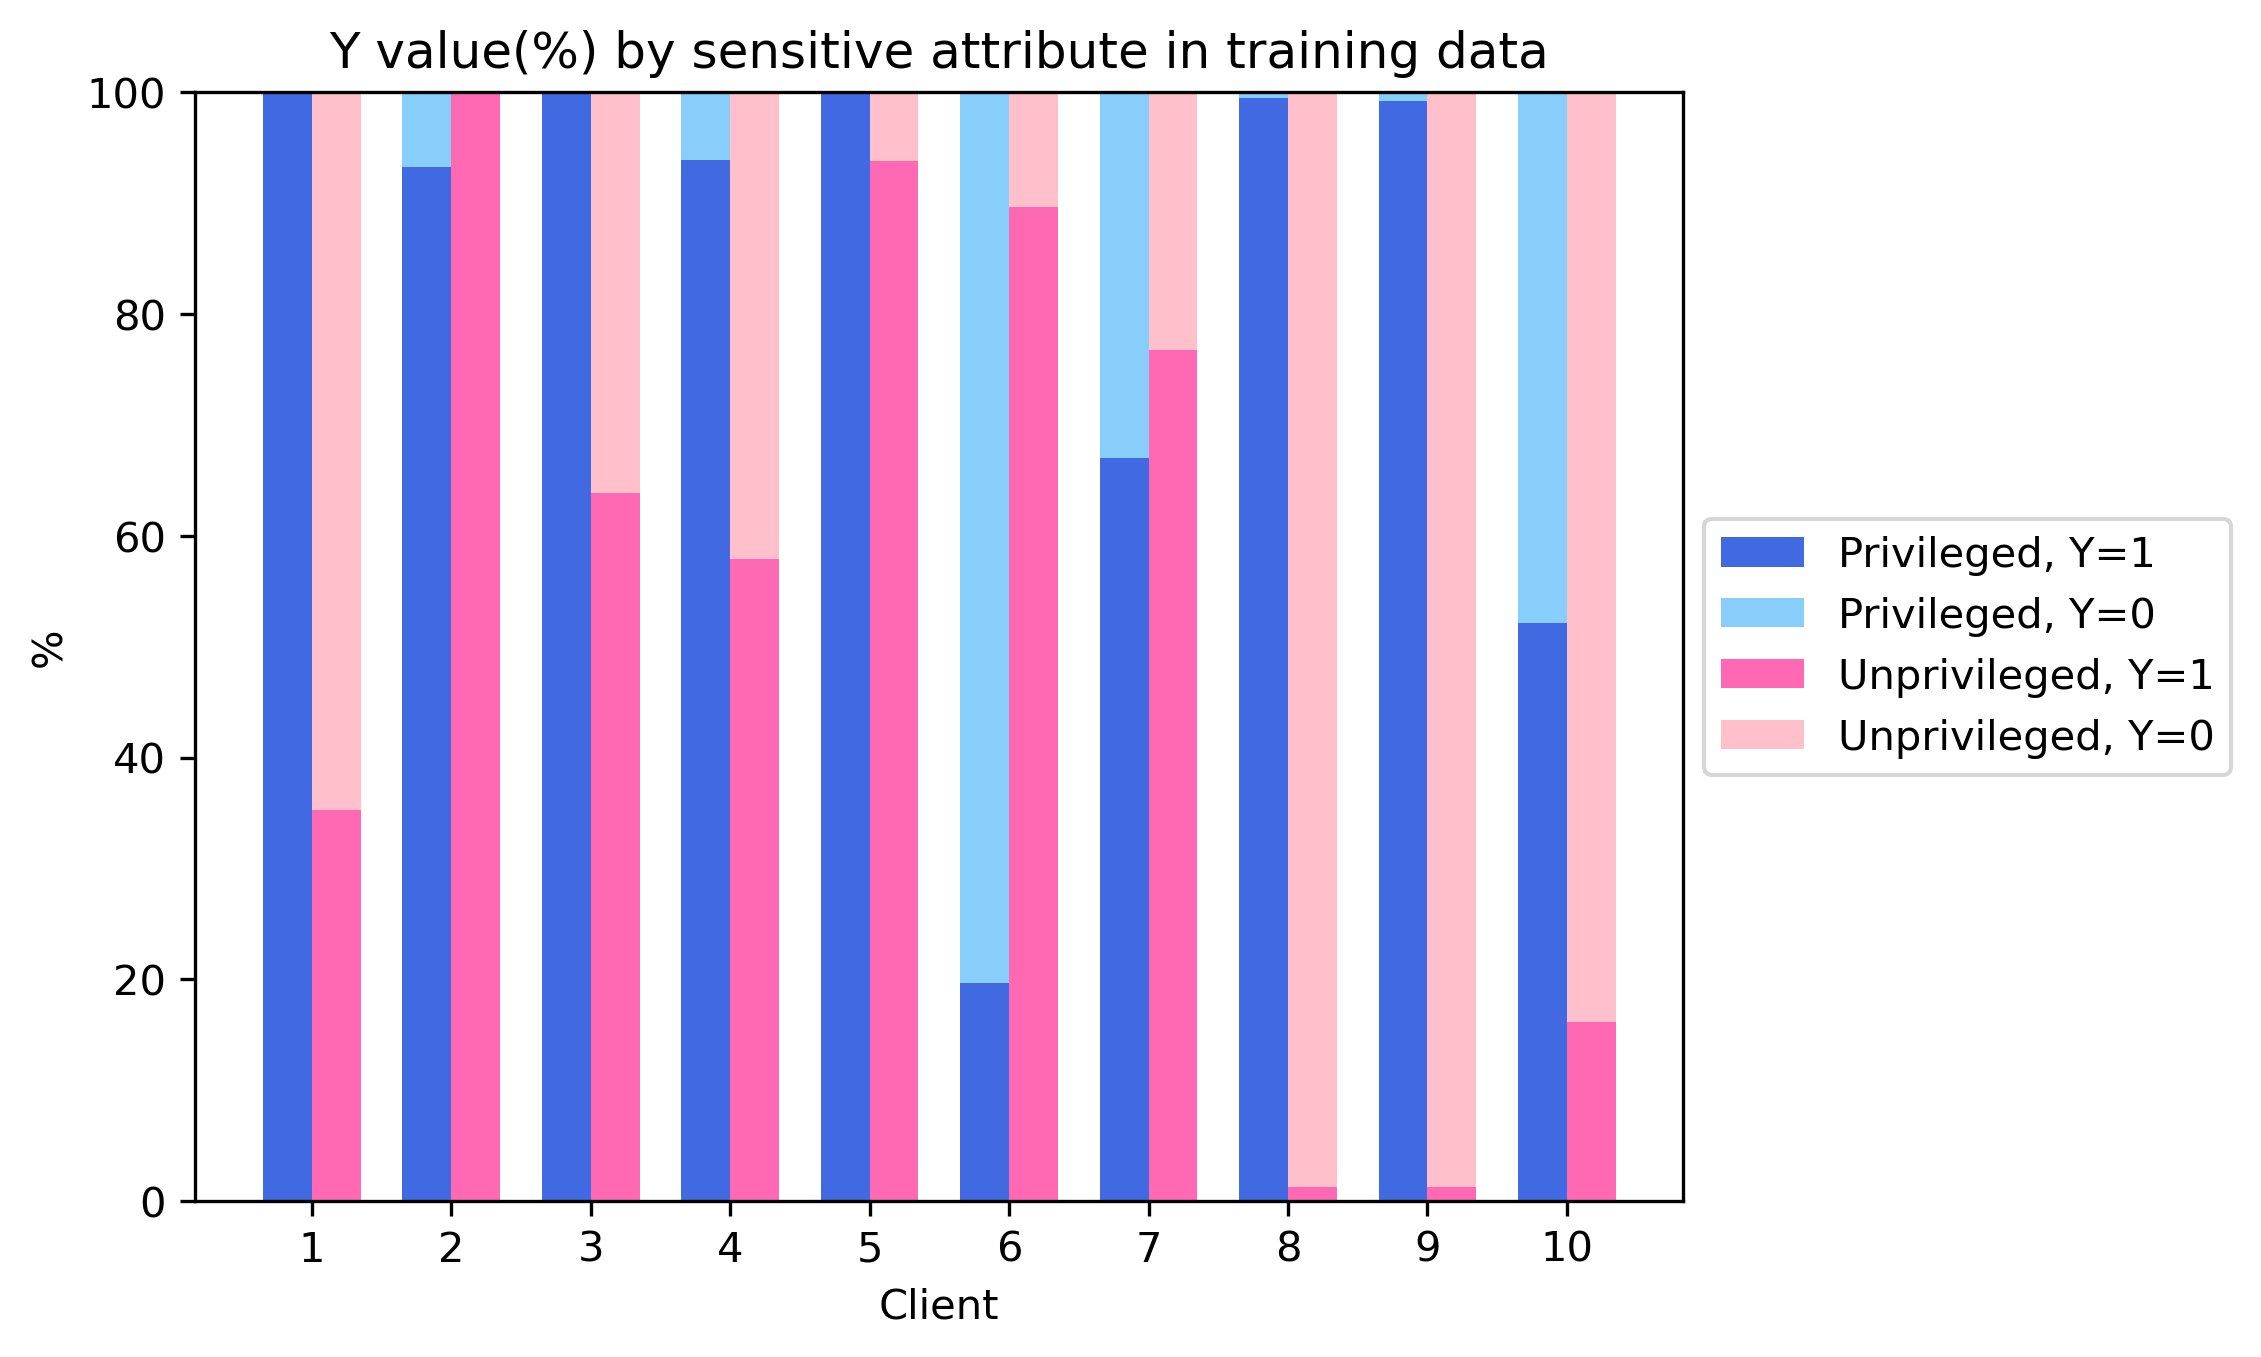 Y value(%) by sensitive attribute in training data
100
80
60
40
20
0
%
1 2 3 4 5 6 7 8 9 10
Client
Privileged, Y=1
Privileged, Y=0
Unprivileged, Y=1
Unprivileged, Y=0